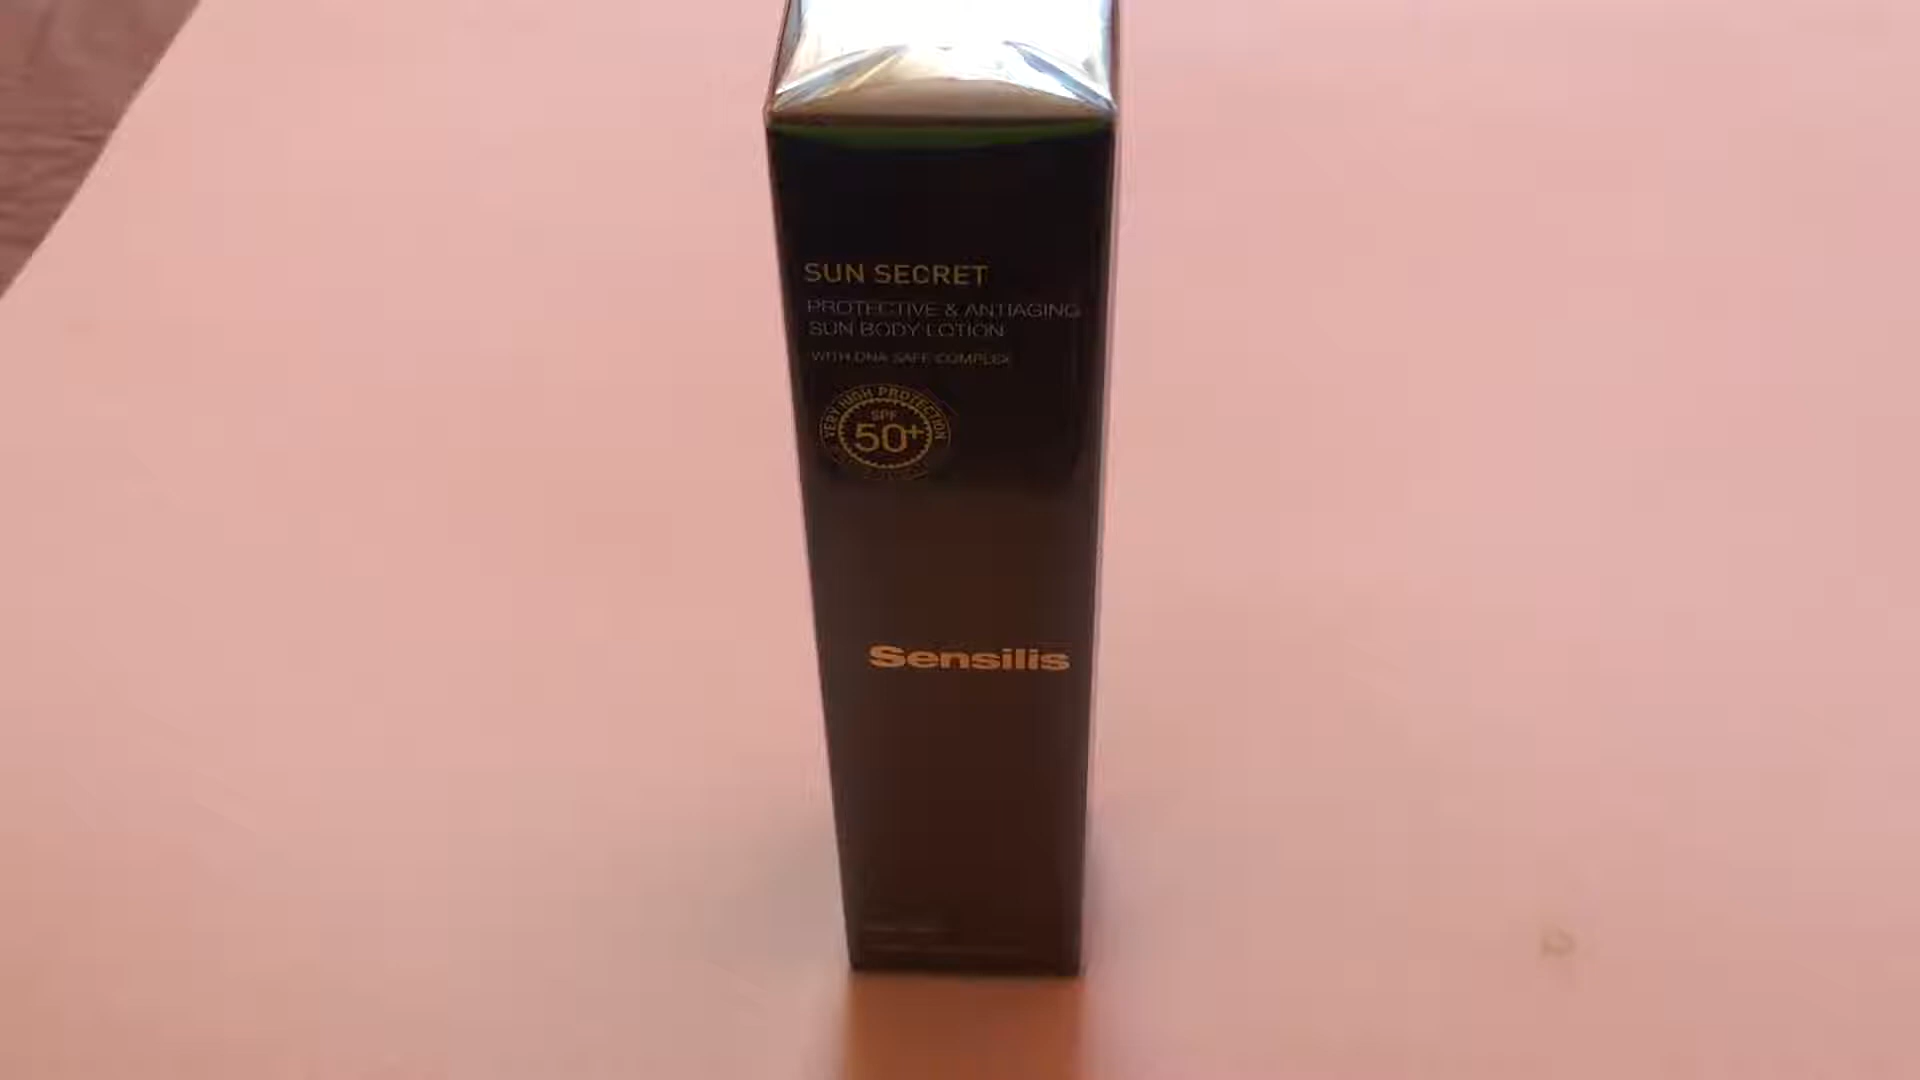 SUN SECRET
PROTECTIVE & ANTIAGING
SUN BODY LOTION
WITH DNA SAFE COMPLEX
VERY HIGH PROTECTION
SPF
50+
Sensilis